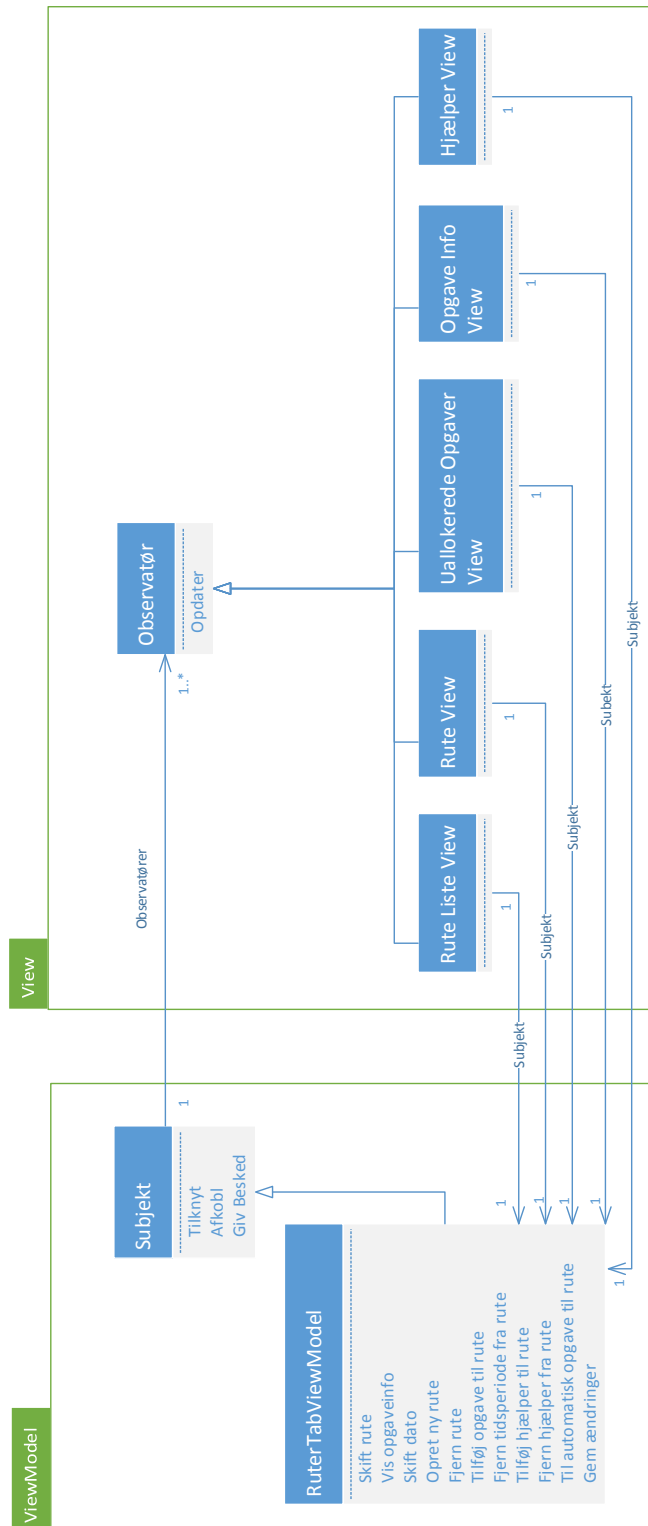 ViewModel
View
Subjekt
Tilknyt
Afkobl
Giv Besked
1
Observatører
1..*
Observatør
Opdater
RuterTabViewModel
Skift rute
Vis opgaveinfo
Skift dato
Opret ny rute
Fjern rute
Tilføj opgave til rute
Fjern tidsperiode fra rute
Tilføj hjælper til rute
Fjern hjælper fra rute
Til automatisk opgave til rute
Gem ændringer
Rute Liste View
Rute View
Uallokerede Opgaver
View
Opgave Info
View
Hjælper View
1
Subjekt
1
1
Subjekt
1
1
Subjekt
1
1
Subekt
1
1
Subjekt
1